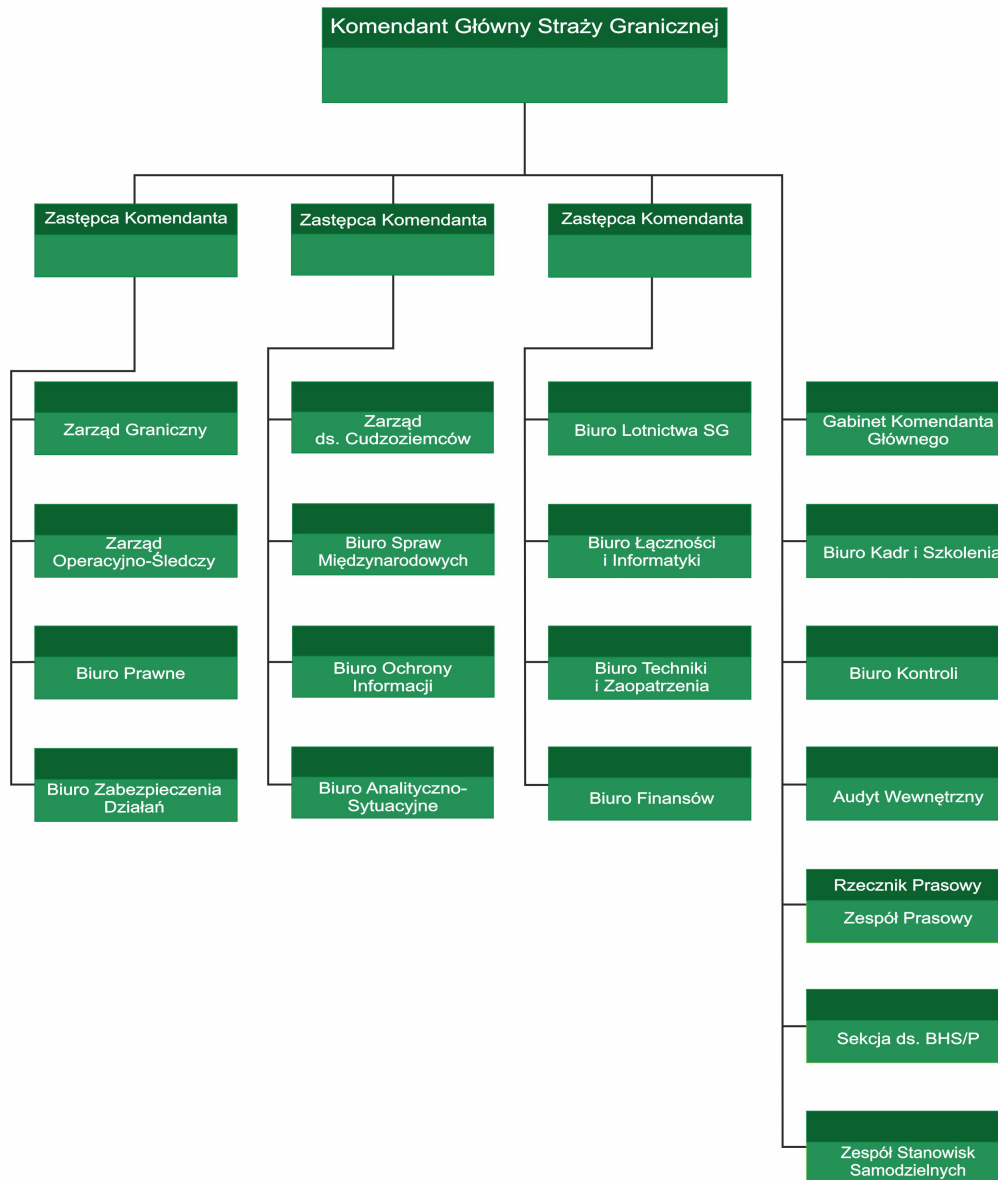 Komendant Główny Straży Granicznej
Zastępca Komendanta
Zastępca Komendanta
Zastępca Komendanta
Zarząd Graniczny
Zarząd
Operacyjno-Śledczy
Biuro Prawne
Biuro Zabezpieczenia
Działań
Zarząd
ds. Cudzoziemców
Biuro Spraw
Międzynarodowych
Biuro Ochrony
Informacji
Biuro Analityczno-
Sytuacyjne
Biuro Lotnictwa SG
Biuro Łączności
i Informatyki
Biuro Techniki
i Zaopatrzenia
Biuro Finansów
Gabinet Komendanta
Głównego
Biuro Kadr i Szkolenia
Biuro Kontroli
Audyt Wewnętrzny
Rzecznik Prasowy
Zespół Prasowy
Sekcja ds. BHS/P
Zespół Stanowisk
Samodzielnych